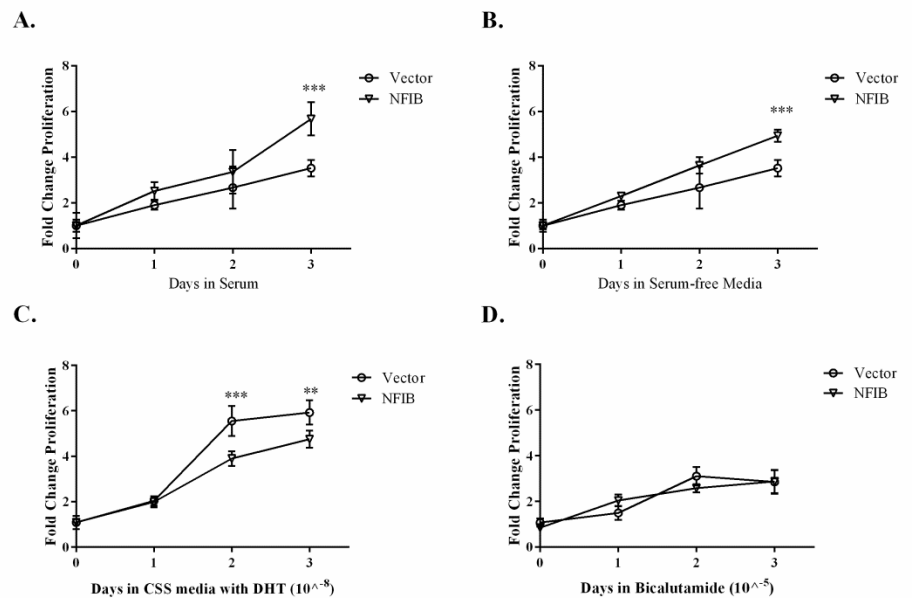 A.
Fold Change Proliferation
8
6
4
2
0
***
Vector
NFIB
0 1 2 3
Days in Serum
B.
Fold Change Proliferation
8
6
4
2
0
***
Vector
NFIB
0 1 2 3
Days in Serum-free Media
C.
Fold Change Proliferation
8
6
4
2
0
*** **
Vector
NFIB
0 1 2 3
Days in CSS media with DHT (10^-8)
D.
Fold Change Proliferation
8
6
4
2
0
Vector
NFIB
0 1 2 3
Days in Bicalutamide (10^-5)